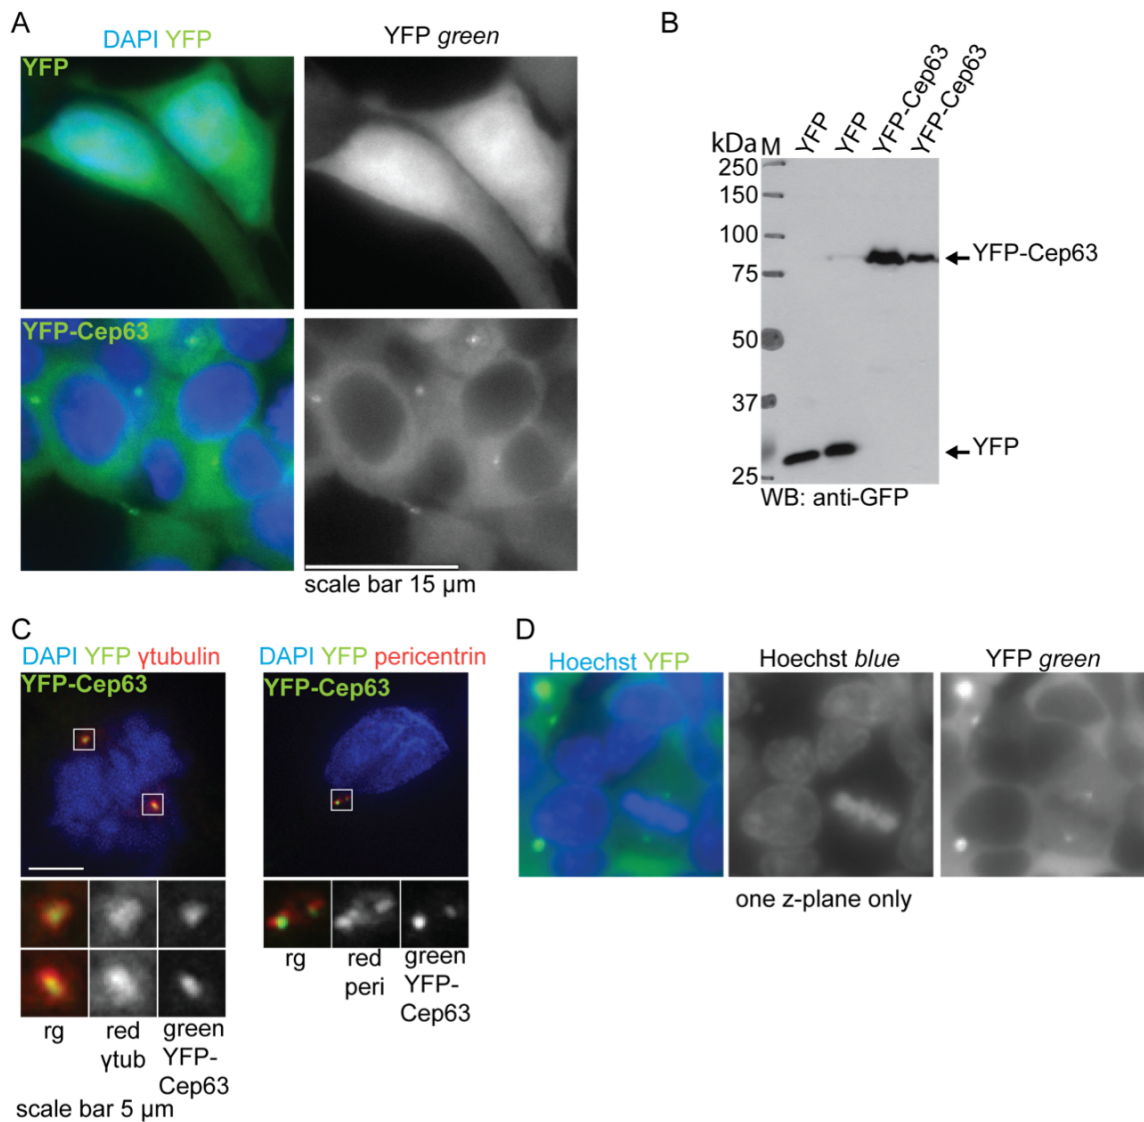 A
DAPI YFP
YFP green
YFP
YFP-Cep63
scale bar 15 µm
B
kDa M YFP YFP YFP-Cep63 YFP-Cep63
250
150
100
75
50
37
25
YFP-Cep63
YFP
WB: anti-GFP
C
DAPI YFP γtubulin
YFP-Cep63
rg
red
γtub
green
YFP-
Cep63
scale bar 5 µm
DAPI YFP pericentrin
YFP-Cep63
rg
red
peri
green
YFP-
Cep63
D
Hoechst YFP
Hoechst blue
YFP green
one z-plane only